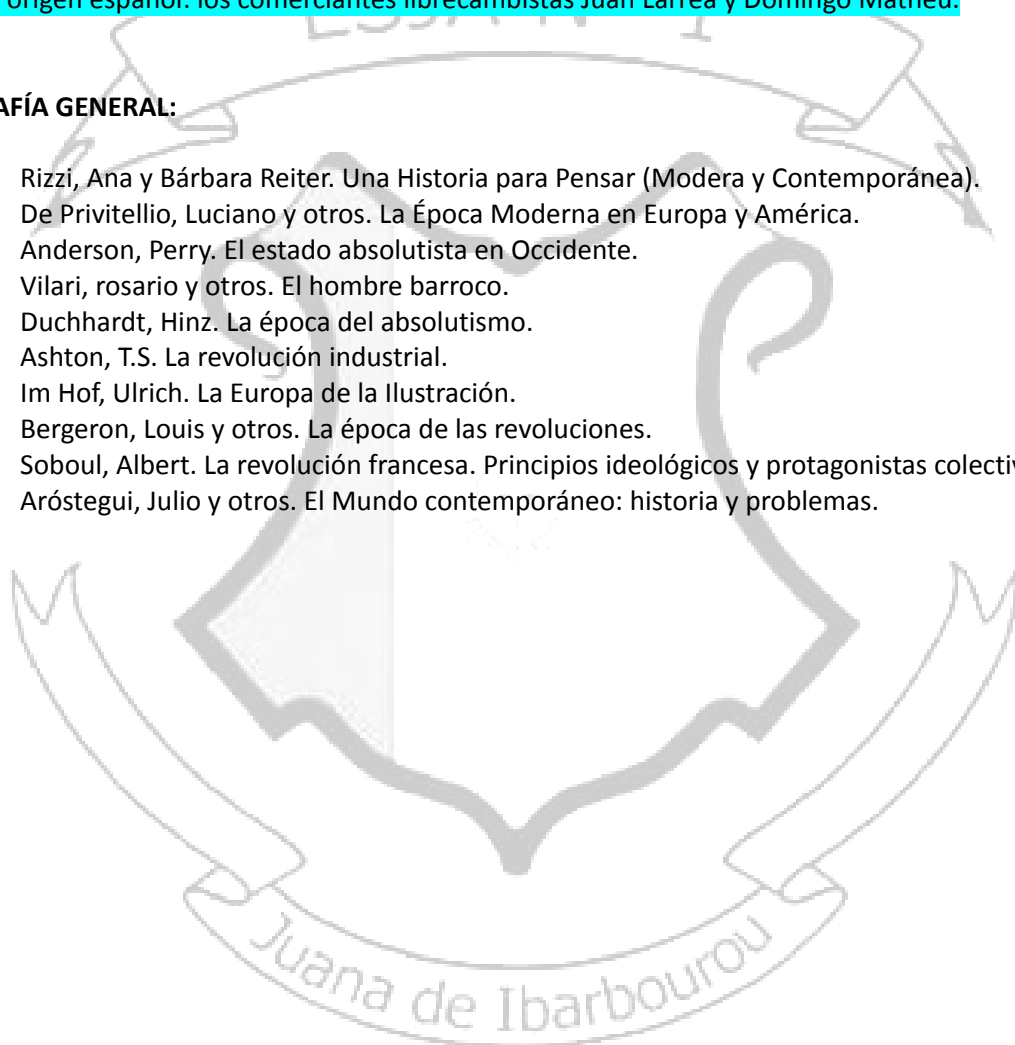 origen español: los comerciantes librecambistas Juan Larrea y Domingo Matheu.
AFÍA GENERAL:
Rizzi, Ana y Bárbara Reiter. Una Historia para Pensar (Modera y Contemporánea).
De Privitellio, Luciano y otros. La Época Moderna en Europa y América.
Anderson, Perry. El estado absolutista en Occidente.
Vilari, rosario y otros. El hombre barroco.
Duchhardt, Hinz. La época del absolutismo.
Ashton, T.S. La revolución industrial.
Im Hof, Ulrich. La Europa de la Ilustración.
Bergeron, Louis y otros. La época de las revoluciones.
Soboul, Albert. La revolución francesa. Principios ideológicos y protagonistas colectiv
Aróstegui, Julio y otros. El Mundo contemporáneo: historia y problemas.
Juana de Ibarbourou